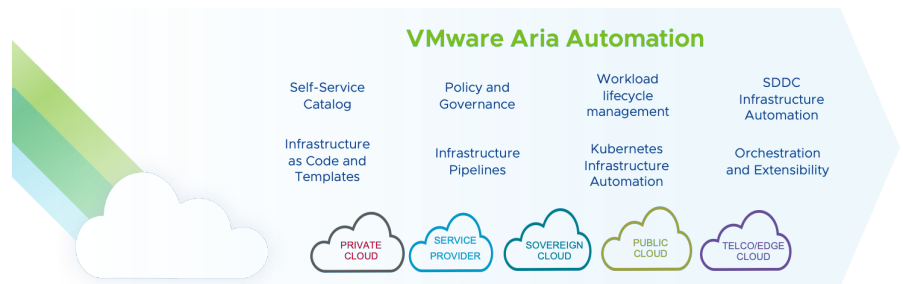 VMware Aria Automation
Self-Service
Catalog
Policy and
Governance
Workload
lifecycle
management
SDDC
Infrastructure
Automation
Infrastructure
as Code and
Templates
Infrastructure
Pipelines
Kubernetes
Infrastructure
Automation
Orchestration
and Extensibility
PRIVATE
CLOUD
SERVICE
PROVIDER
SOVEREIGN
CLOUD
PUBLIC
CLOUD
TELCO/EDGE
CLOUD